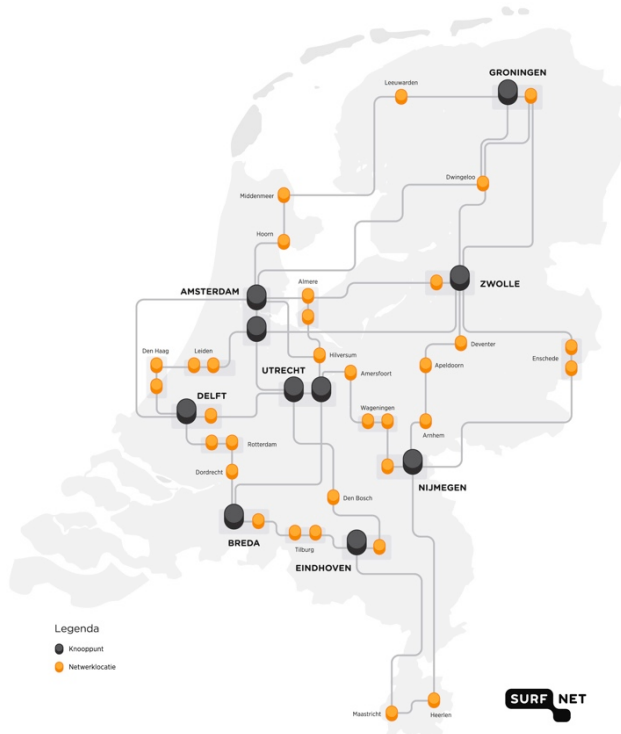 GRONINGEN
Leeuwarden
Dwingeloo
Middenmeer
Hoorn
AMSTERDAM
Almere
ZWOLLE
Den Haag
Leiden
Hilversum
Deventer
Enschede
UTRECHT
Amersfoort
Apeldoorn
DELFT
Wageningen
Rotterdam
Arnhem
Dordrecht
NIJMEGEN
Den Bosch
BREDA
Tilburg
EINDHOVEN
Legenda
Knooppunt
Netwerklocatie
Maastricht
Heerlen
SURF NET